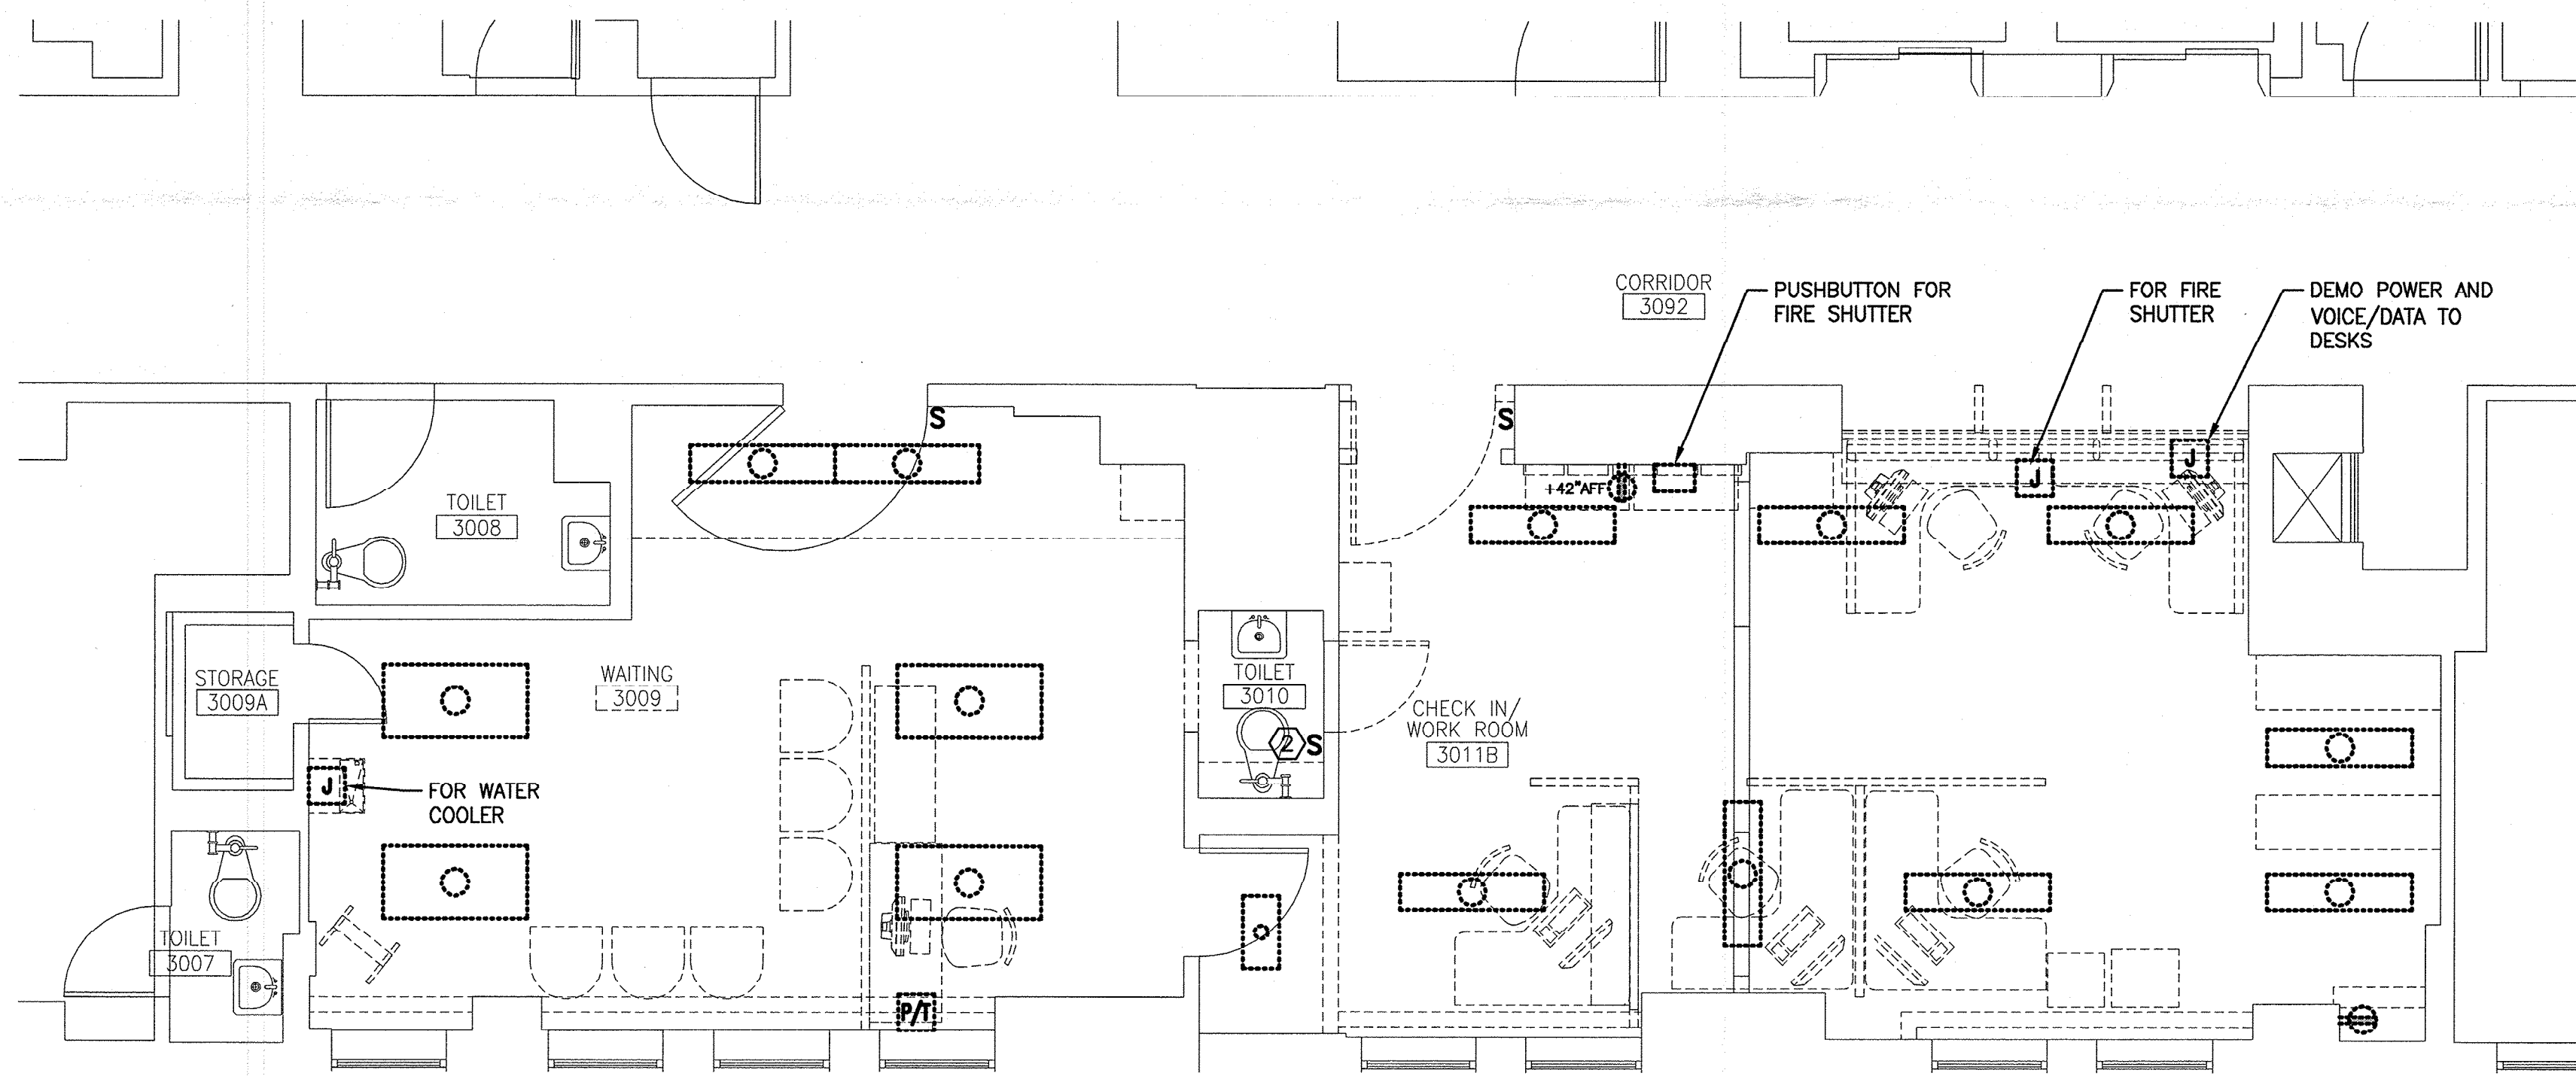 CORRIDOR
3092
PUSHBUTTON FOR
FIRE SHUTTER
FOR FIRE
SHUTTER
DEMO POWER AND
VOICE/DATA TO
DESKS
S
S
J
J
+42"AFF
TOILET
3008
STORAGE
3009A
WAITING
3009
TOILET
3010
2
S
CHECK IN/
WORK ROOM
3011B
J
FOR WATER
COOLER
TOILET
3007
P/T